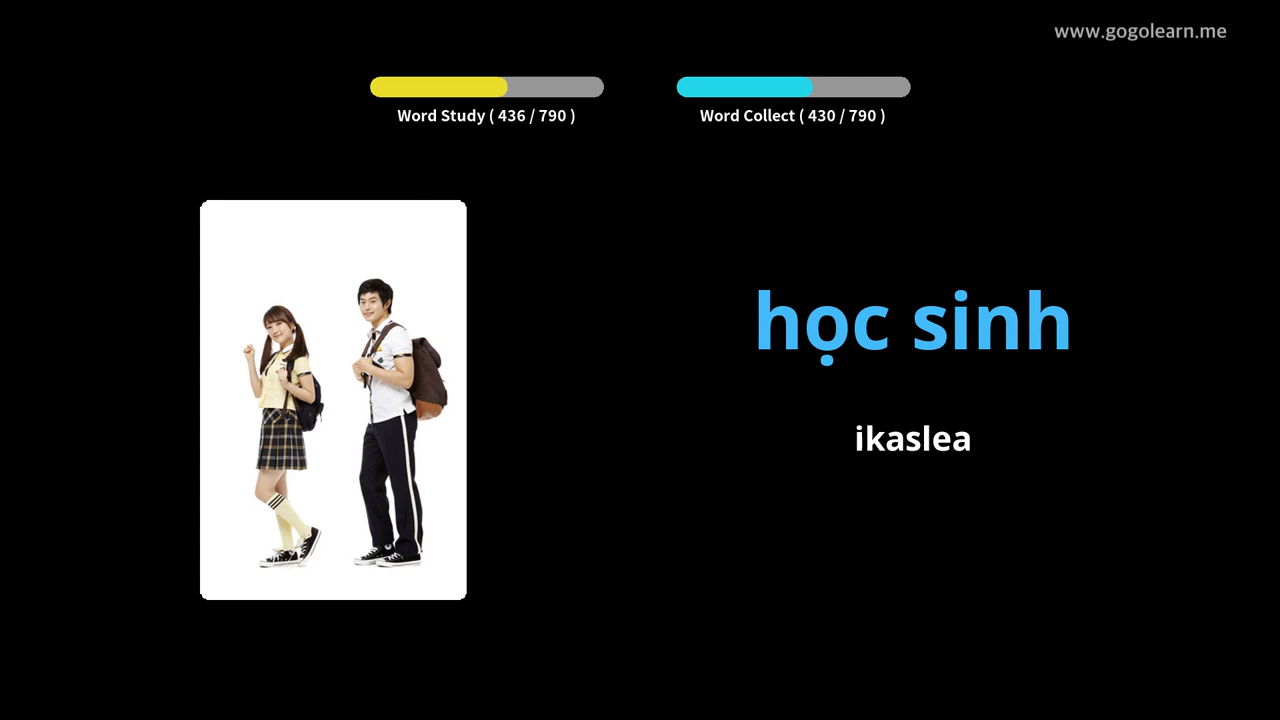 www.gogolearn.me
Word Study ( 436 / 790 )
Word Collect ( 430 / 790 )
học sinh
ikaslea